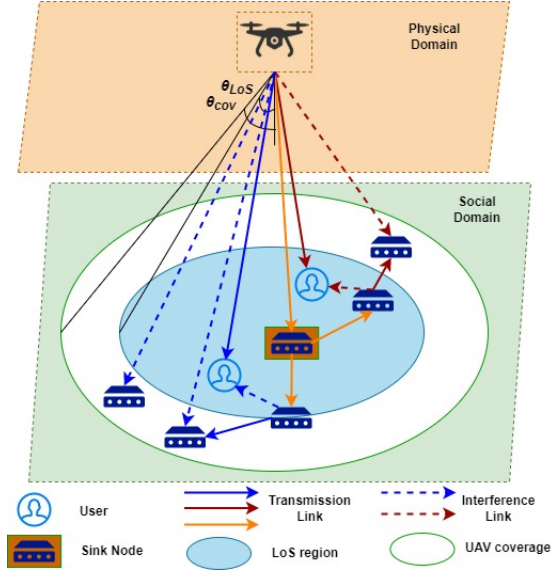 Physical
Domain
θLoS
θcov
Social
Domain
User
Transmission
Link
Interference
Link
Sink Node
LoS region
UAV coverage